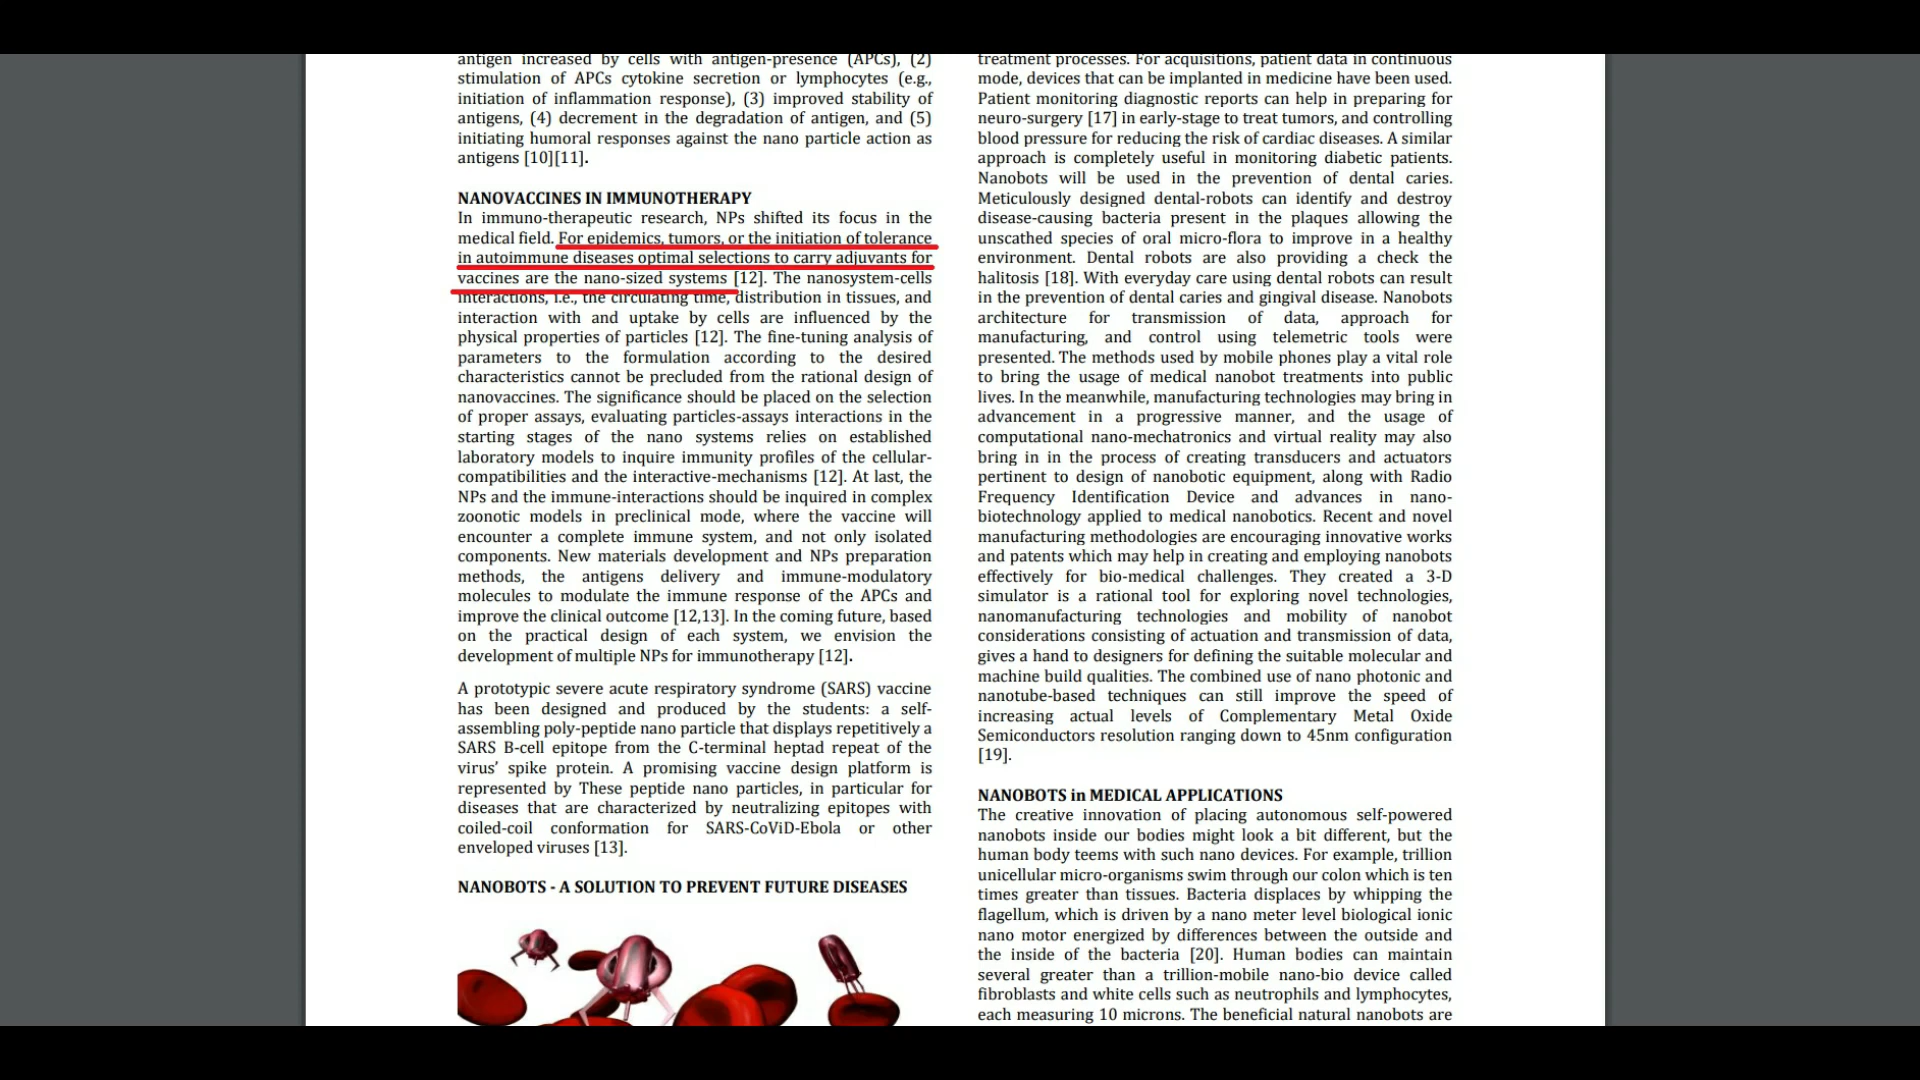 antigen increased by cells with antigen-presence (APCs), (2)
stimulation of APCs cytokine secretion or lymphocytes (e.g.,
initiation of inflammation response), (3) improved stability of
antigens, (4) decrement in the degradation of antigen, and (5)
initiating humoral responses against the nano particle action as
antigens [10][11].
NANOVACCINES IN IMMUNOTHERAPY
In immuno-therapeutic research, NPs shifted its focus in the
medical field. For epidemics, tumors, or the initiation of tolerance
in autoimmune diseases optimal selections to carry adjuvants for
vaccines are the nano-sized systems [12]. The nanosystem-cells
interactions, i.e., the circulating time, distribution in tissues, and
interaction with and uptake by cells are influenced by the
physical properties of particles [12]. The fine-tuning analysis of
parameters to the formulation according to the desired
characteristics cannot be precluded from the rational design of
nanovaccines. The significance should be placed on the selection
of proper assays, evaluating particles-assays interactions in the
starting stages of the nano systems relies on established
laboratory models to inquire immunity profiles of the cellular-
compatibilities and the interactive-mechanisms [12]. At last, the
NPs and the immune-interactions should be inquired in complex
zoonotic models in preclinical mode, where the vaccine will
encounter a complete immune system, and not only isolated
components. New materials development and NPs preparation
methods, the antigens delivery and immune-modulatory
molecules to modulate the immune response of the APCs and
improve the clinical outcome [12,13]. In the coming future, based
on the practical design of each system, we envision the
development of multiple NPs for immunotherapy [12].
A prototypic severe acute respiratory syndrome (SARS) vaccine
has been designed and produced by the students: a self-
assembling poly-peptide nano particle that displays repetitively a
SARS B-cell epitope from the C-terminal heptad repeat of the
virus' spike protein. A promising vaccine design platform is
represented by These peptide nano particles, in particular for
diseases that are characterized by neutralizing epitopes with
coiled-coil conformation for SARS-CoViD-Ebola or other
enveloped viruses [13].
NANOBOTS - A SOLUTION TO PREVENT FUTURE DISEASES
treatment processes. For acquisitions, patient data in continuous
mode, devices that can be implanted in medicine have been used.
Patient monitoring diagnostic reports can help in preparing for
neuro-surgery [17] in early-stage to treat tumors, and controlling
blood pressure for reducing the risk of cardiac diseases. A similar
approach is completely useful in monitoring diabetic patients.
Nanobots will be used in the prevention of dental caries.
Meticulously designed dental-robots can identify and destroy
disease-causing bacteria present in the plaques allowing the
unscathed species of oral micro-flora to improve in a healthy
environment. Dental robots are also providing a check the
halitosis [18]. With everyday care using dental robots can result
in the prevention of dental caries and gingival disease. Nanobots
architecture for transmission of data, approach for
manufacturing, and control using telemetric tools were
presented. The methods used by mobile phones play a vital role
to bring the usage of medical nanobot treatments into public
lives. In the meanwhile, manufacturing technologies may bring in
advancement in a progressive manner, and the usage of
computational nano-mechatronics and virtual reality may also
bring in in the process of creating transducers and actuators
pertinent to design of nanobotic equipment, along with Radio
Frequency Identification Device and advances in nano-
biotechnology applied to medical nanobotics. Recent and novel
manufacturing methodologies are encouraging innovative works
and patents which may help in creating and employing nanobots
effectively for bio-medical challenges. They created a 3-D
simulator is a rational tool for exploring novel technologies,
nanomanufacturing technologies and mobility of nanobot
considerations consisting of actuation and transmission of data,
gives a hand to designers for defining the suitable molecular and
machine build qualities. The combined use of nano photonic and
nanotube-based techniques can still improve the speed of
increasing actual levels of Complementary Metal Oxide
Semiconductors resolution ranging down to 45nm configuration
[19].
NANOBOTS in MEDICAL APPLICATIONS
The creative innovation of placing autonomous self-powered
nanobots inside our bodies might look a bit different, but the
human body teems with such nano devices. For example, trillion
unicellular micro-organisms swim through our colon which is ten
times greater than tissues. Bacteria displaces by whipping the
flagellum, which is driven by a nano meter level biological ionic
nano motor energized by differences between the outside and
the inside of the bacteria [20]. Human bodies can maintain
several greater than a trillion-mobile nano-bio device called
fibroblasts and white cells such as neutrophils and lymphocytes,
each measuring 10 microns. The beneficial natural nanobots are